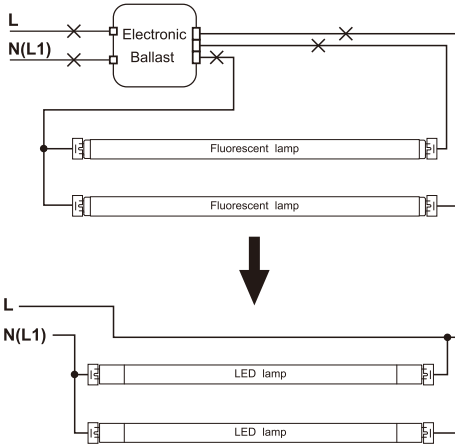 L
Electronic
N(L1)
Ballast
Fluorescent lamp
Fluorescent lamp
L
N(L1)
LED lamp
LED lamp